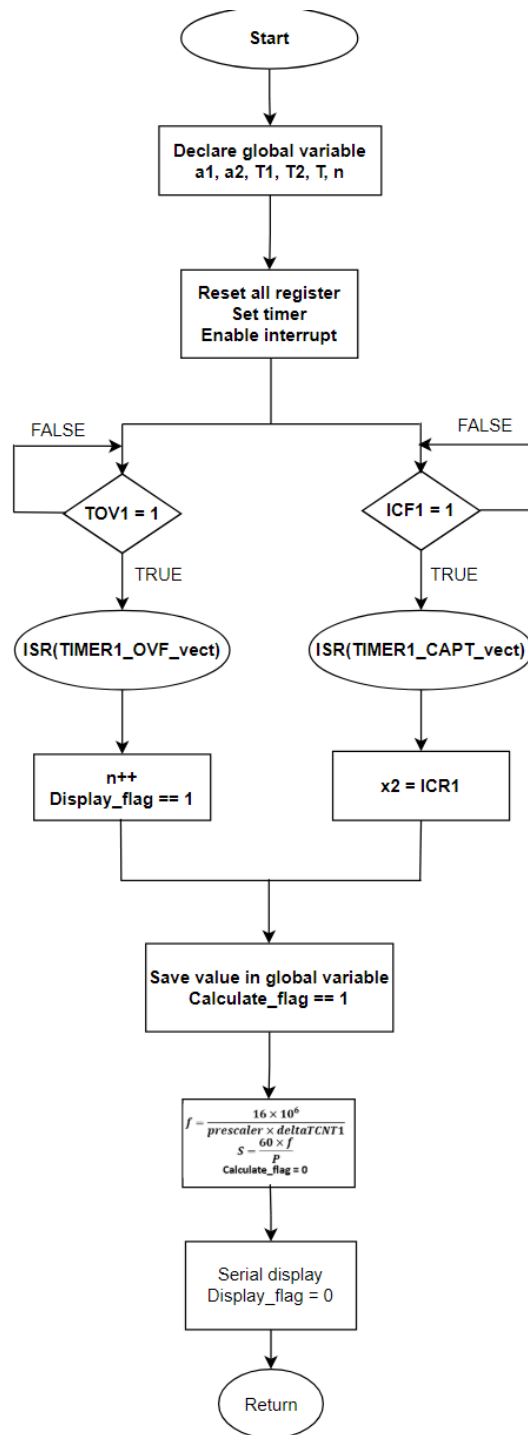 Start
Declare global variable
a1, a2, T1, T2, T, n
Reset all register
Set timer
Enable interrupt
FALSE
TOV1 = 1
TRUE
ISR(TIMER1_OVF_vect)
n++
Display_flag == 1
FALSE
ICF1 = 1
TRUE
ISR(TIMER1_CAPT_vect)
x2 = ICR1
Save value in global variable
Calculate_flag == 1
f = 16 × 10⁶ / prescaler × deltaTCNT1
S = 60 × f / P
Calculate_flag = 0
Serial display
Display_flag = 0
Return